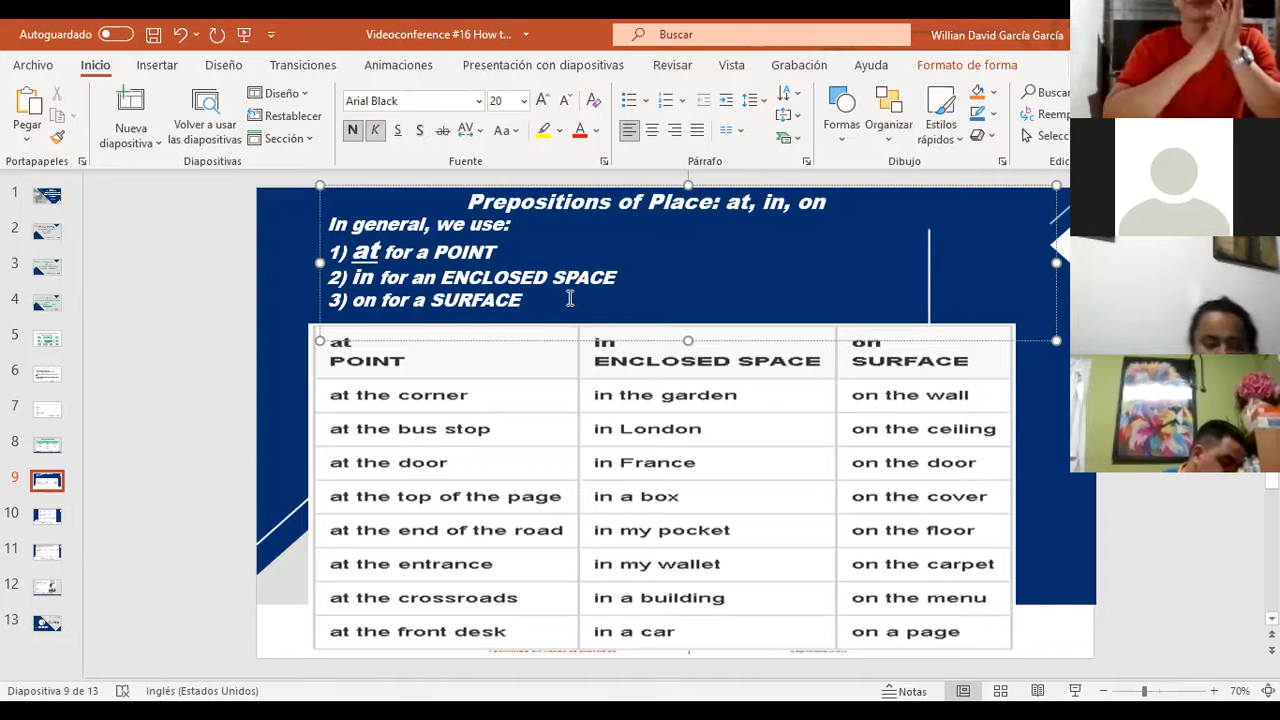 Autoguardado
Videoconference #16 How t...
Buscar
Willian David García García
Archivo Inicio Insertar Diseño Transiciones Animaciones Presentación con diapositivas Revisar Vista Grabación Ayuda Formato de forma
Pegar
Nueva diapositiva
Volver a usar las diapositivas
Diseño
Restablecer
Sección
Arial Black 20
N K S S ab AV Aa A
Formas
Organizar
Estilos rápidos
Buscar
Reemp
Selecc
Portapapeles Diapositivas Fuente Párrafo Dibujo Edi
1
2
3
4
5
6
7
8
9
10
11
12
13
Prepositions of Place: at, in, on
In general, we use:
1) at for a POINT
2) in for an ENCLOSED SPACE
3) on for a SURFACE
at in on
POINT ENCLOSED SPACE SURFACE
at the corner in the garden on the wall
at the bus stop in London on the ceiling
at the door in France on the door
at the top of the page in a box on the cover
at the end of the road in my pocket on the floor
at the entrance in my wallet on the carpet
at the crossroads in a building on the menu
at the front desk in a car on a page
Diapositiva 9 de 13 Inglés (Estados Unidos) Notas 70%